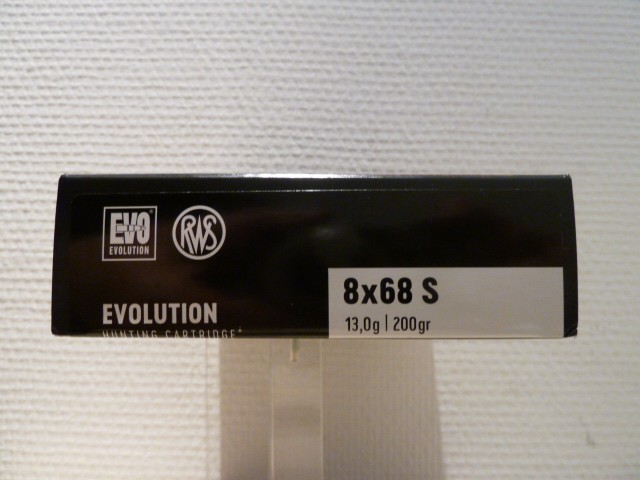 EVO
EVOLUTION
RWS
EVOLUTION
HUNTING CARTRIDGE
8x68 S
13,0g | 200gr